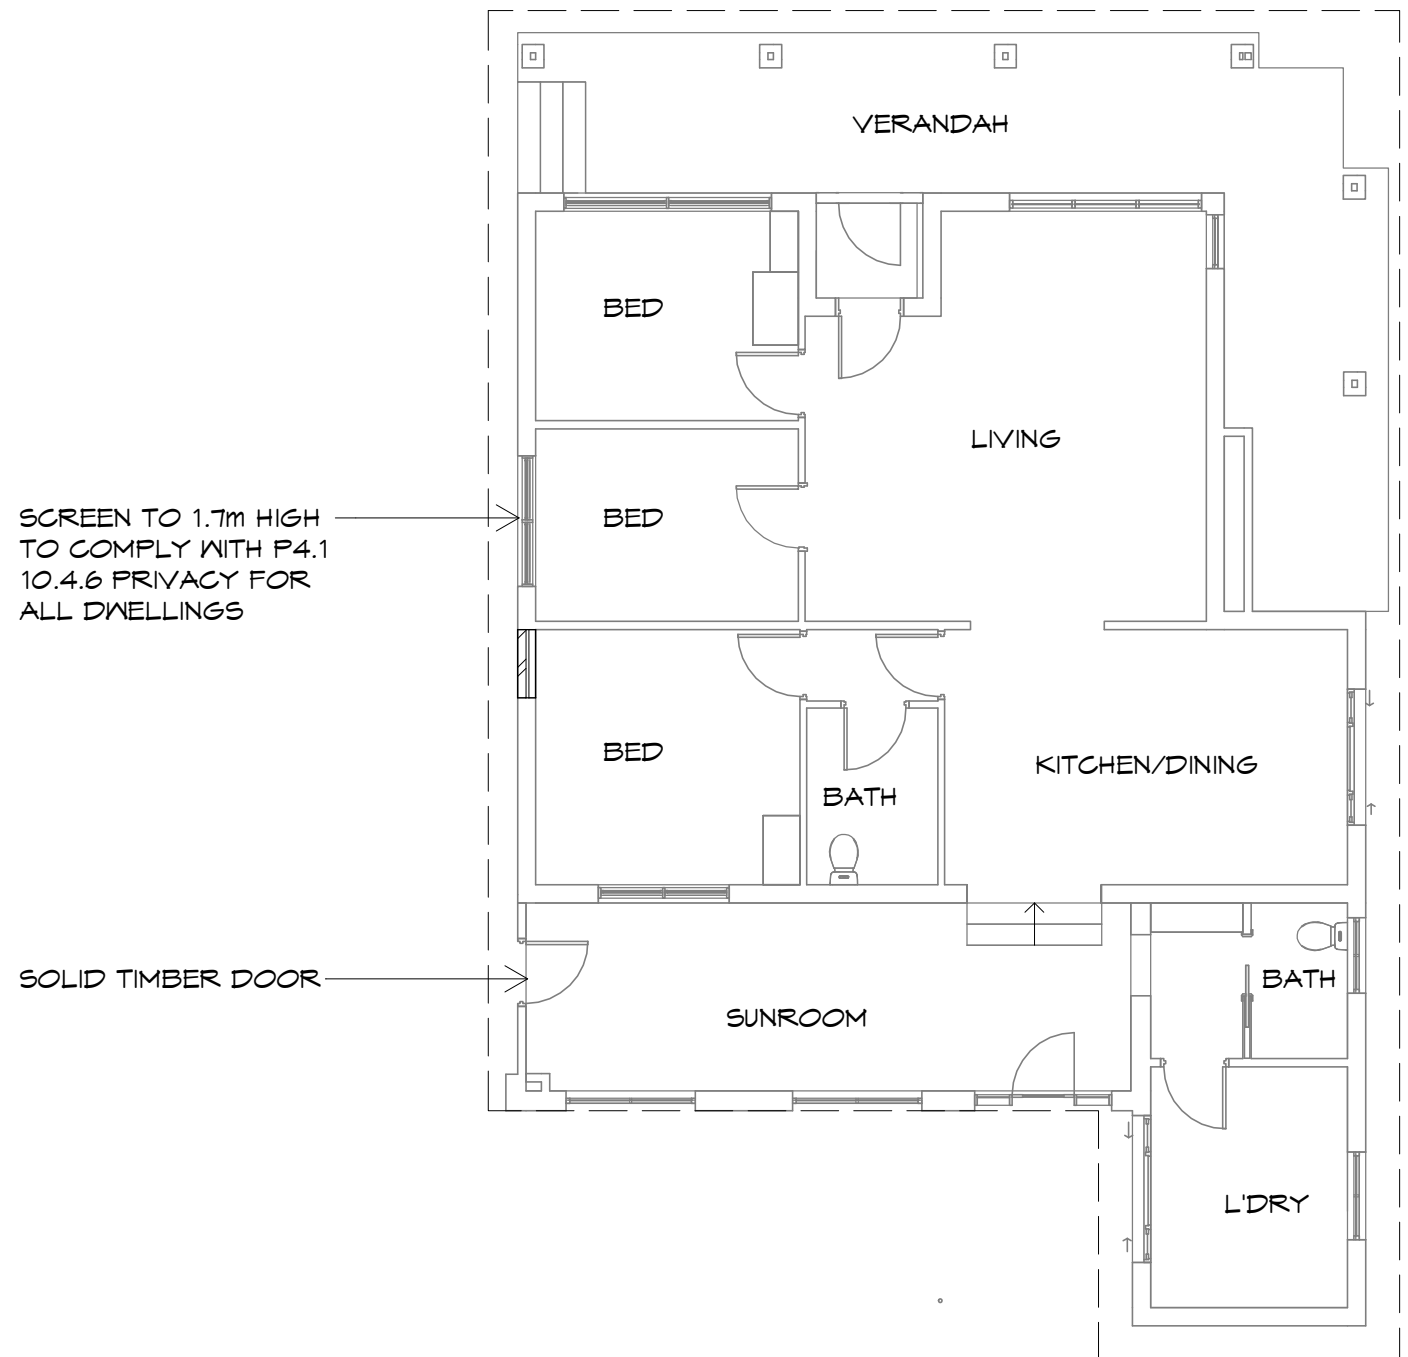 VERANDAH
BED
LIVING
SCREEN TO 1.7m HIGH
TO COMPLY WITH P4.1
10.4.6 PRIVACY FOR
ALL DWELLINGS
BED
BED
KITCHEN/DINING
BATH
SOLID TIMBER DOOR
BATH
SUNROOM
L'DRY